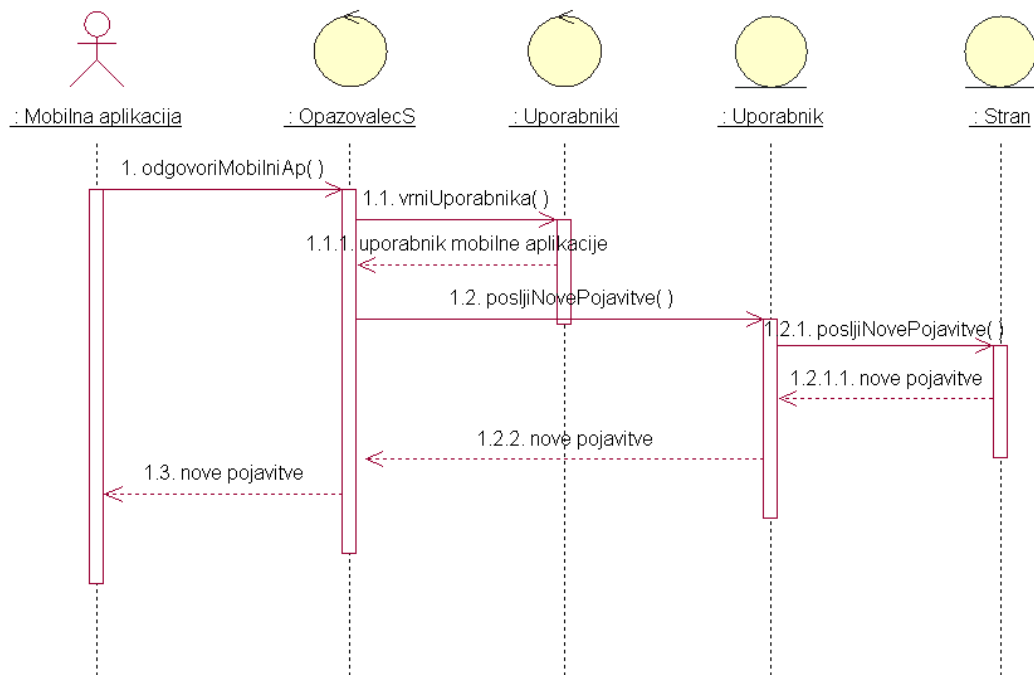 : Mobilna aplikacija
: OpazovalecS
: Uporabniki
: Uporabnik
: Stran
1. odgovoriMobilniAp( )
1.1. vrniUporabnika( )
1.1.1. uporabnik mobilne aplikacije
1.2. posljiNovePojavitve( )
1.2.1. posljiNovePojavitve( )
1.2.1.1. nove pojavitve
1.2.2. nove pojavitve
1.3. nove pojavitve